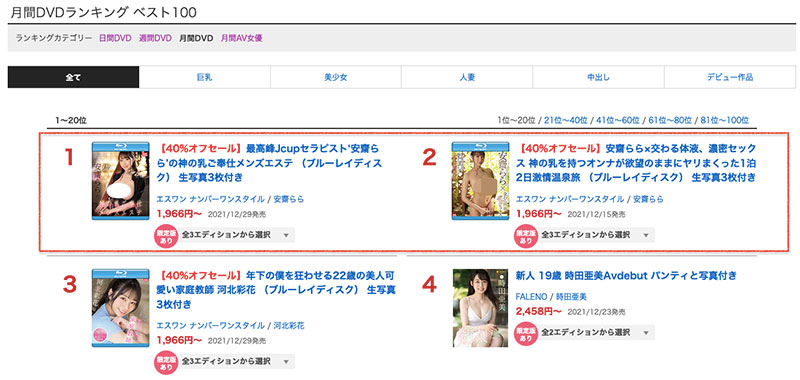 月間DVDランキング ベスト100
ランキングカテゴリー 日間DVD 週間DVD 月間DVD 月間AV女優
全て 巨乳 美少女 人妻 中出し デビュー作品
1〜20位 1位〜20位 / 21位〜40位 / 41位〜60位 / 61位〜80位 / 81位〜100位
1
【40%オフセール】最高峰Jcupセラピスト'安齋ら
ら'の神の乳ご奉仕メンズエステ （ブルーレイディス
ク） 生写真3枚付き
エスワン ナンバーワンスタイル / 安齋らら
1,966円〜 2021/12/29発売
限定版
あり
全3エディションから選択 ▼
2
【40%オフセール】安齋らら×交わる体液、濃密セック
ス 神の乳を持つオンナが欲望のままにヤリまくった1泊
2日激情温泉旅 （ブルーレイディスク） 生写真3枚付き
エスワン ナンバーワンスタイル / 安齋らら
1,966円〜 2021/12/15発売
限定版
あり
全3エディションから選択 ▼
3
【40%オフセール】年下の僕を狂わせる22歳の美人可
愛い家庭教師 河北彩花 （ブルーレイディスク） 生写真
3枚付き
エスワン ナンバーワンスタイル / 河北彩花
1,966円〜 2021/12/29発売
限定版
あり
全3エディションから選択 ▼
4
新人 19歳 時田亜美Avdebut パンティと写真付き
FALENO / 時田亜美
2,458円〜 2021/12/23発売
限定版
あり
全2エディションから選択 ▼
河北彩花
時田亜美